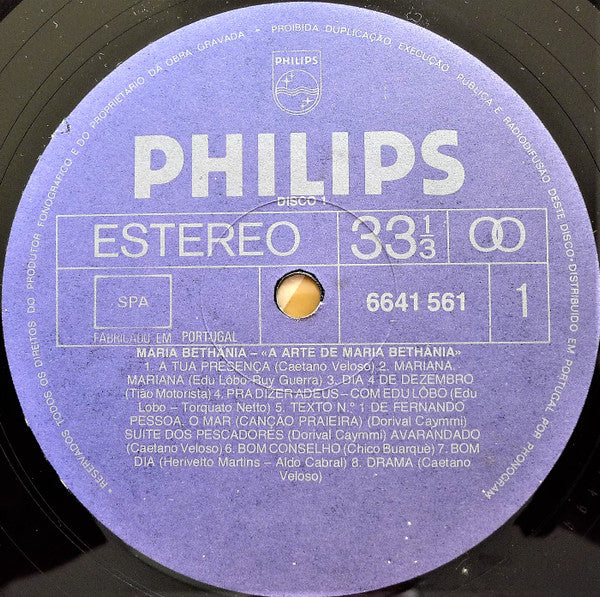 *RESERVADOS TODOS OS DIREITOS DO PRODUTOR FONOGRÁFICO E DO PROPRIETÁRIO DA OBRA GRAVADA • PROIBIDA DUPLICAÇÃO, EXECUÇÃO PÚBLICA E RADIODIFUSÃO DESTE DISCO • DISTRIBUIDO EM PORTUGAL POR PHONOGRAM
PHILIPS
PHILIPS
DISCO 1
ESTEREO 33 1/3
SPA 6641 561 1
FABRICADO EM PORTUGAL
MARIA BETHÂNIA – «A ARTE DE MARIA BETHÂNIA»
1. A TUA PRESENÇA (Caetano Veloso) 2. MARIANA,
MARIANA (Edu Lôbo-Ruy Guerra) 3. DIA 4 DE DEZEMBRO
(Tião Motorista) 4. PRA DIZER ADEUS – COM EDU LÔBO (Edu
Lobo – Torquato Netto) 5. TEXTO N.º 1 DE FERNANDO
PESSOA. O MAR (CANÇÃO PRAIEIRA) (Dorival Caymmi)
SUITE DOS PESCADORES (Dorival Caymmi) AVARANDADO
(Caetano Veloso) 6. BOM CONSELHO (Chico Buarque) 7. BOM
DIA (Herivelto Martins – Aldo Cabral) 8. DRAMA (Caetano
Veloso)